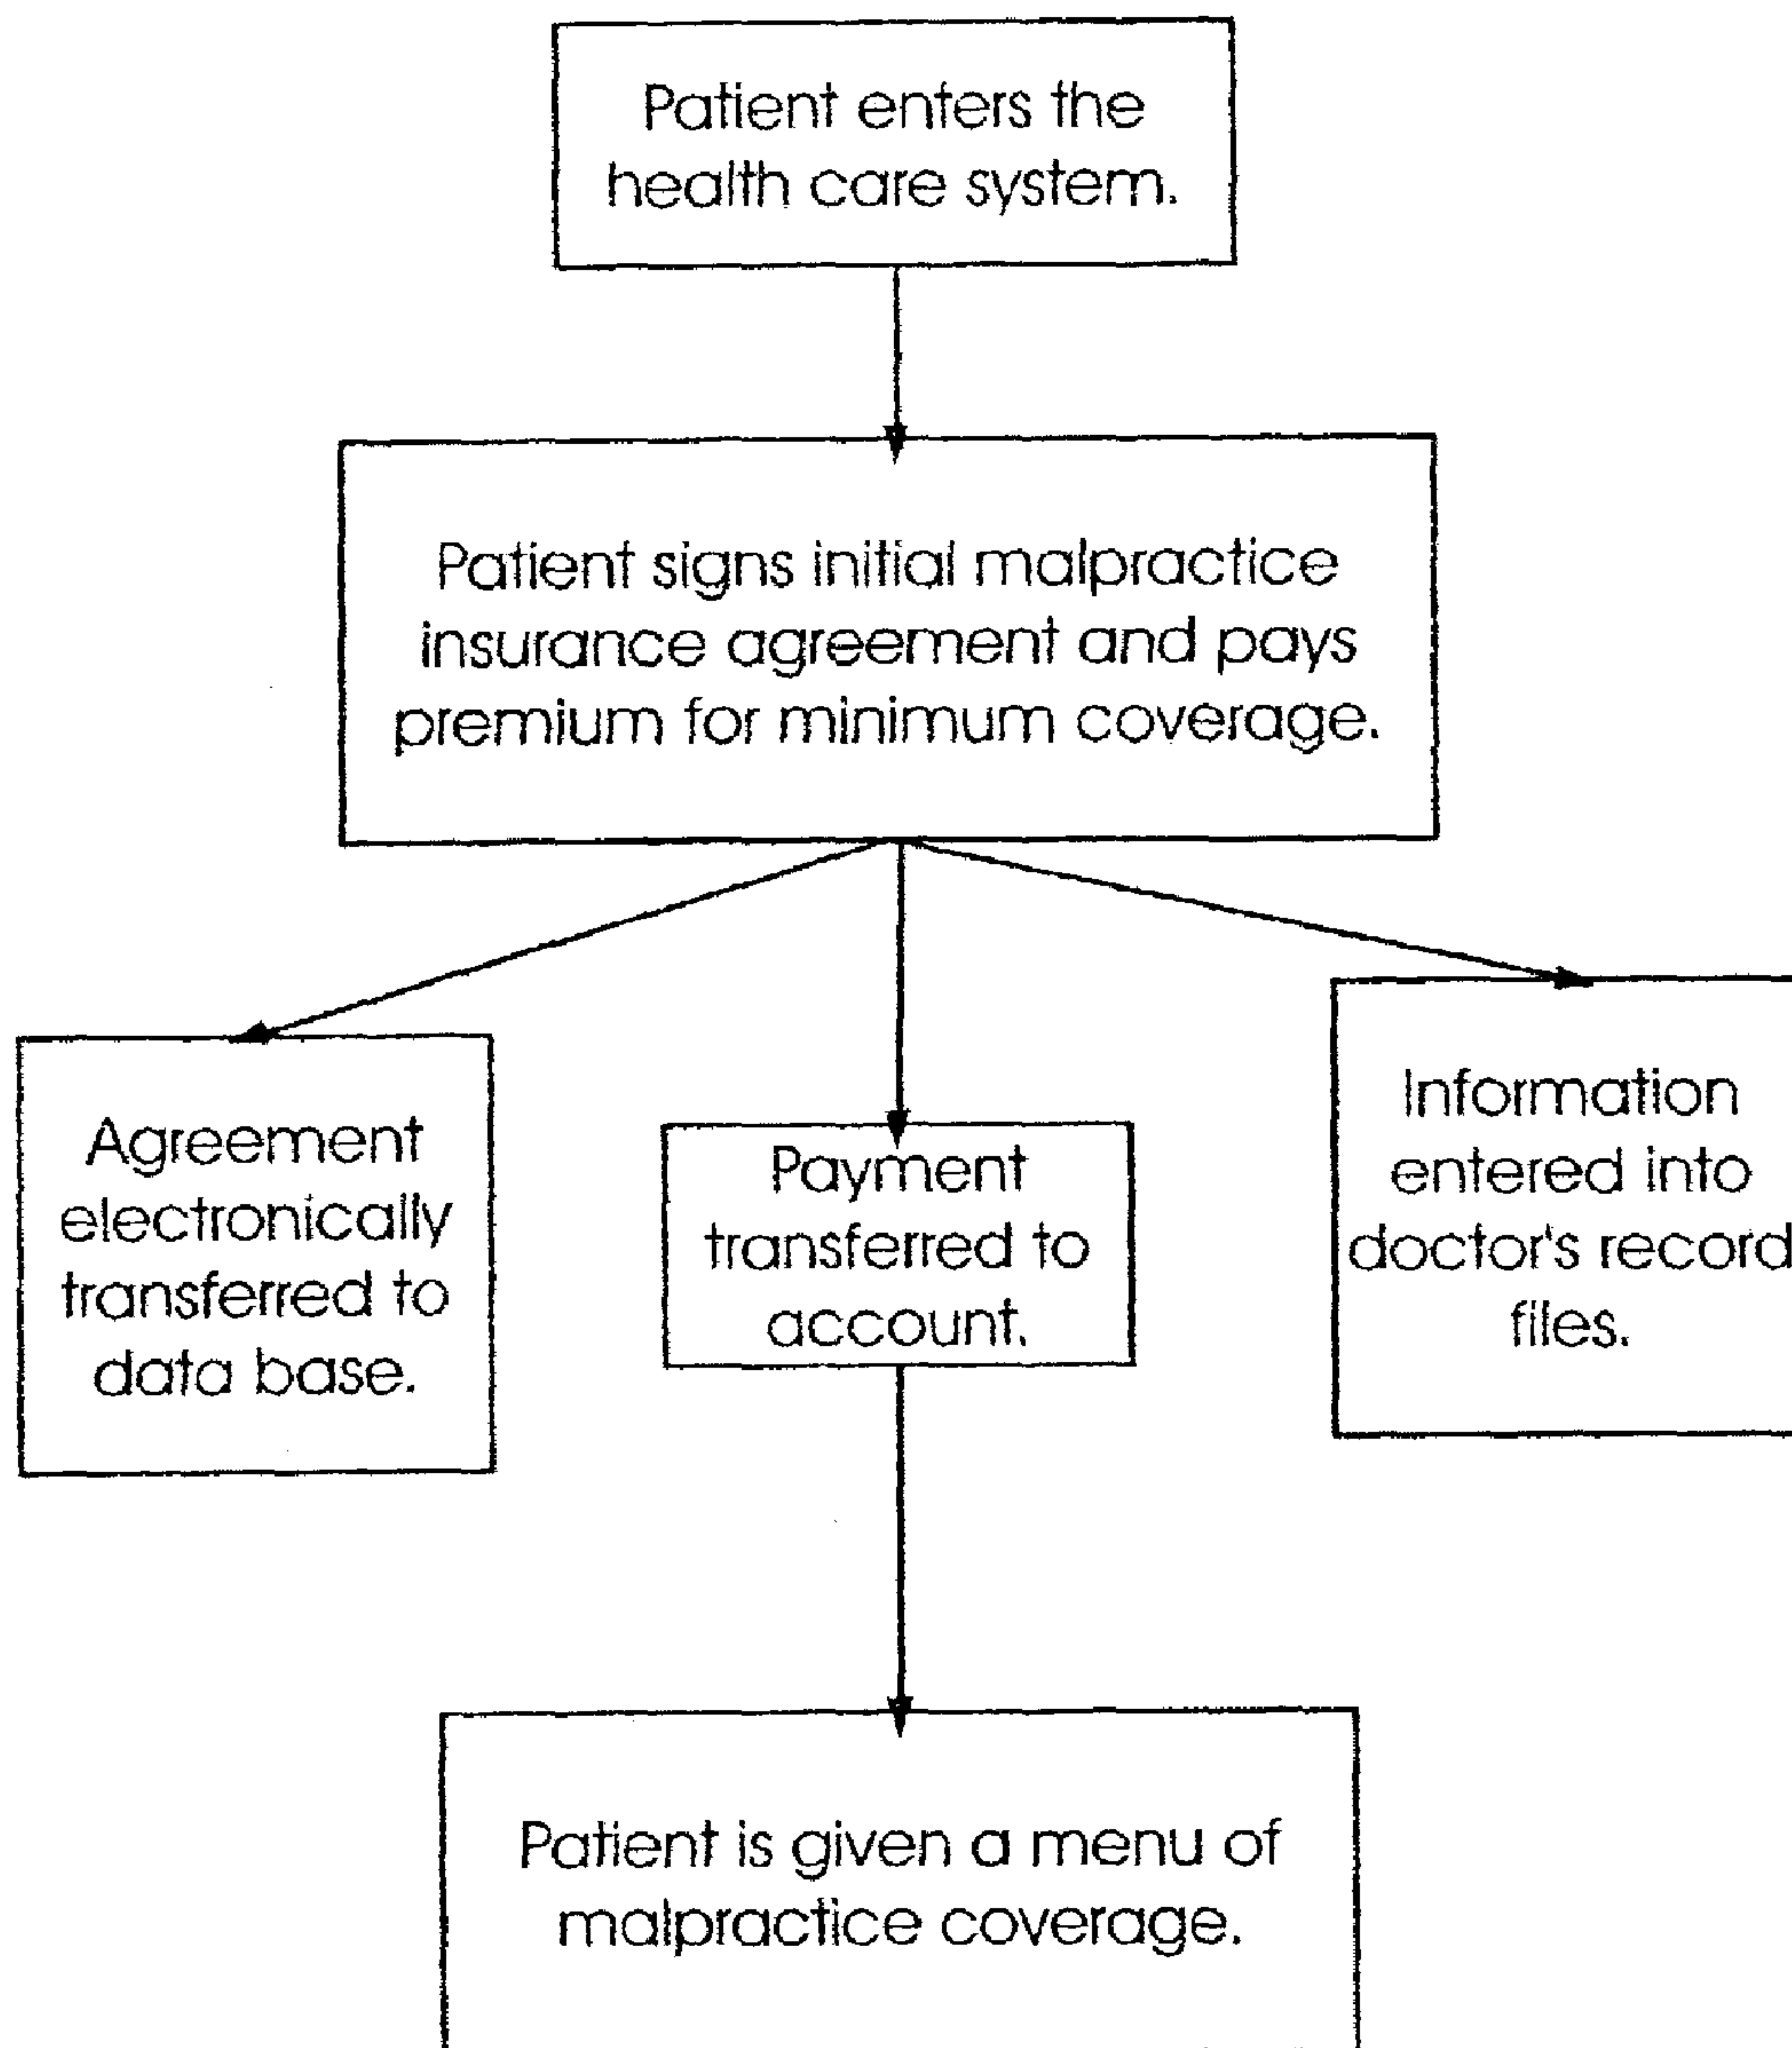 Patient enters the
health care system.
Patient signs initial malpractice
insurance agreement and pays
premium for minimum coverage.
Agreement
electronically
transferred to
data base.
Payment
transferred to
account.
Information
entered into
doctor's record
files.
Patient is given a menu of
malpractice coverage.